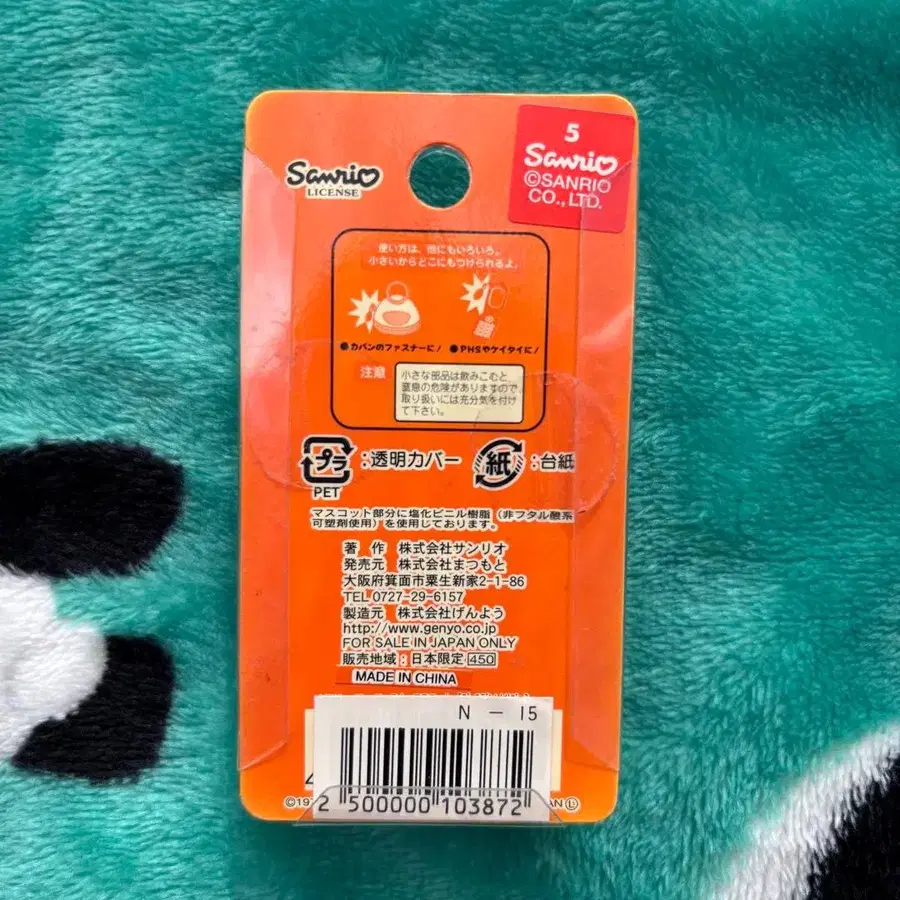 Sanrio
LICENSE
5
Sanrio
©SANRIO
CO.,LTD.
使い方は、他にもいろいろ。
小さいからどこにもつけられるよ。
●カバンのファスナーに! ●PHSやケイタイに!
注意
小さな部品は飲みこむと、
窒息の危険がありますので、
取り扱いには充分気を付け
て下さい。
プラ
PET
:透明カバー
紙
:台紙
マスコット部分に塩化ビニル樹脂(非フタル酸系
可塑剤使用)を使用しております。
著 作 株式会社サンリオ
発売元 株式会社まつもと
大阪府箕面市粟生新家2-1-86
TEL 0727-29-6157
製造元 株式会社げんよう
http://www.genyo.co.jp
FOR SALE IN JAPAN ONLY
販売地域:日本限定 450
MADE IN CHINA
N - 15
2 500000 103872